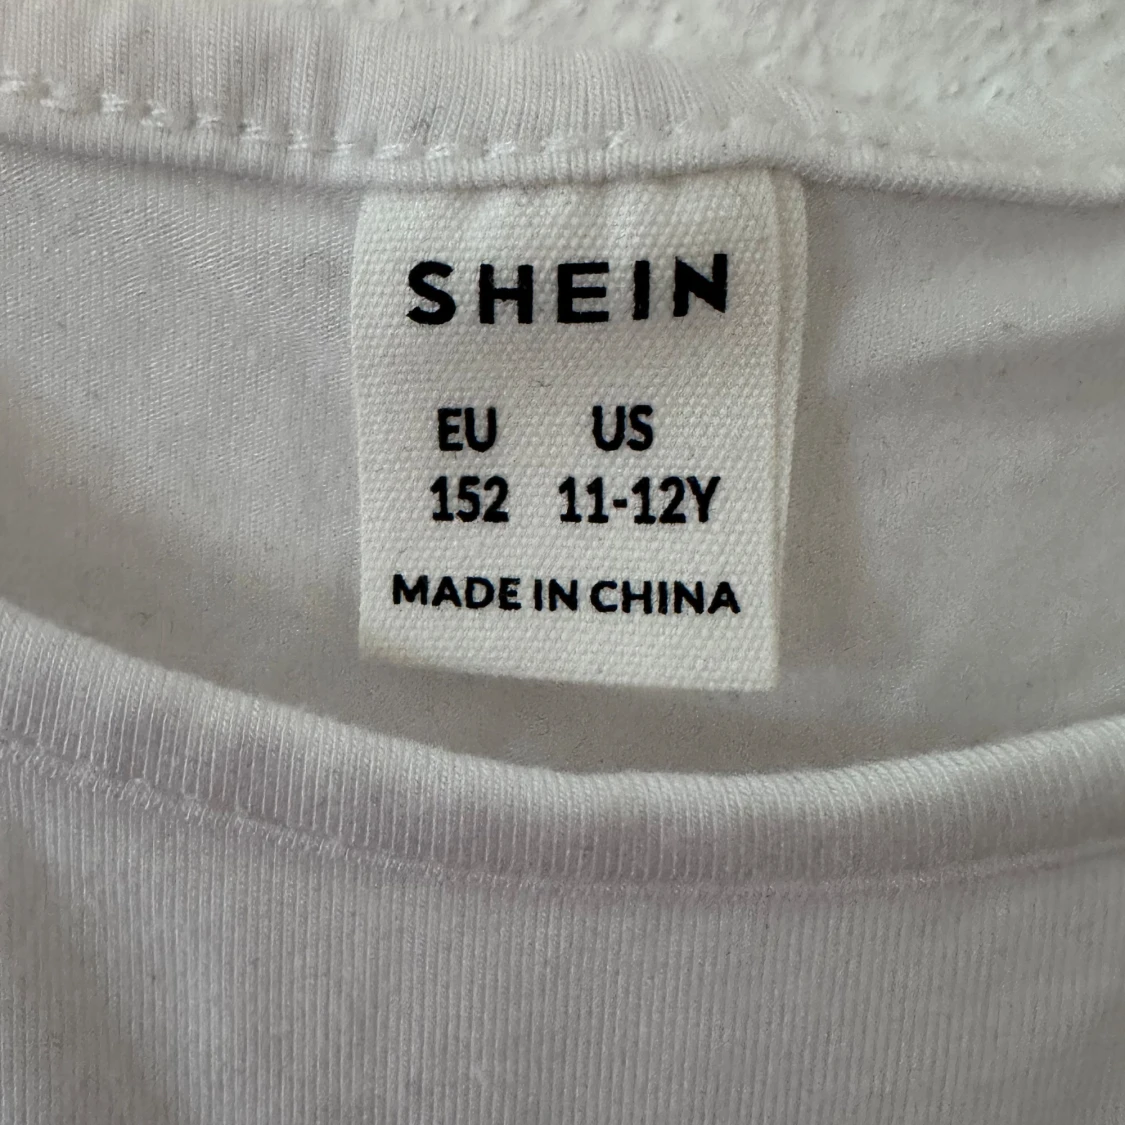 SHEIN
EU US
152 11-12Y
MADE IN CHINA